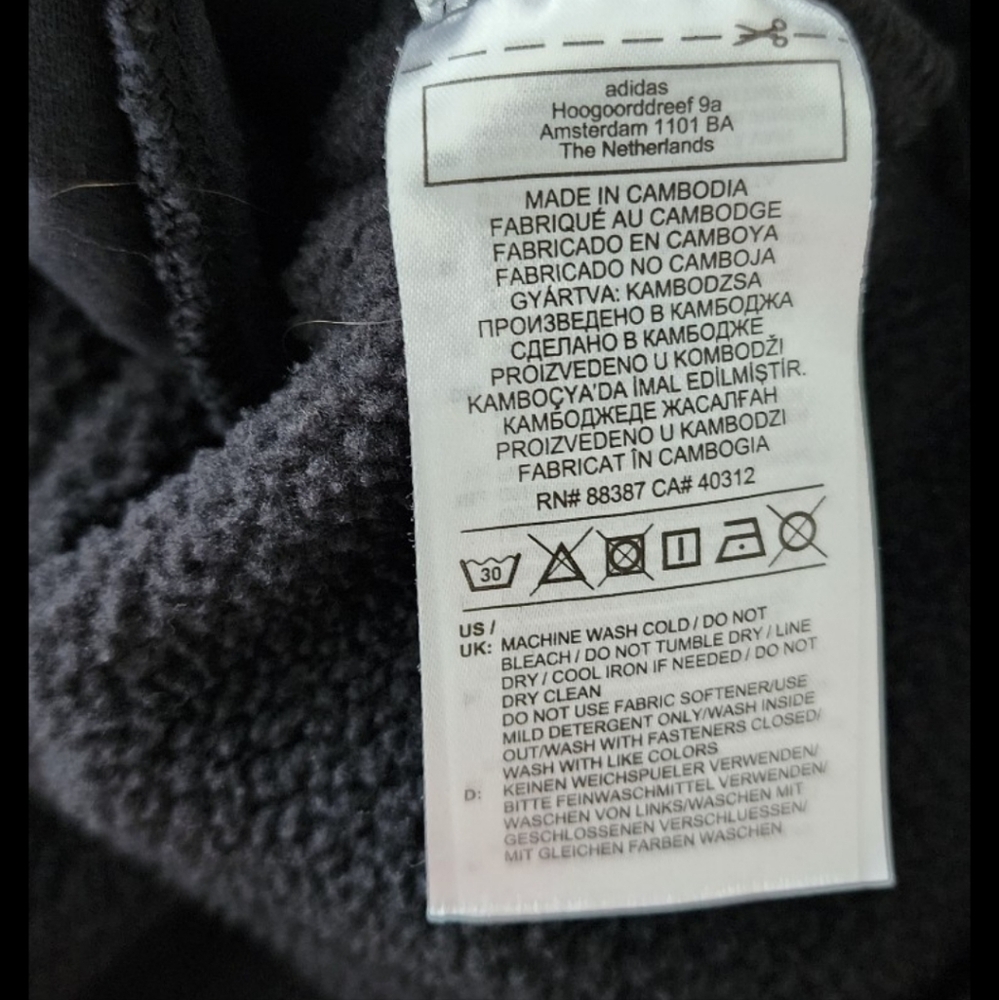 adidas
Hoogoorddreef 9a
Amsterdam 1101 BA
The Netherlands
MADE IN CAMBODIA
FABRIQUÉ AU CAMBODGE
FABRICADO EN CAMBOYA
FABRICADO NO CAMBOJA
GYÁRTVA: KAMBODZSA
ПРОИЗВЕДЕНО В КАМБОДЖА
СДЕЛАНО В КАМБОДЖЕ
PROIZVEDENO U KOMBODŽI
KAMBOÇYA'DA İMAL EDİLMİŞTİR.
КАМБОДЖЕДЕ ЖАСАЛҒАН
PROIZVEDENO U KAMBODZI
FABRICAT ÎN CAMBOGIA
RN# 88387 CA# 40312
30
US /
UK: MACHINE WASH COLD / DO NOT
BLEACH / DO NOT TUMBLE DRY / LINE
DRY / COOL IRON IF NEEDED / DO NOT
DRY CLEAN
DO NOT USE FABRIC SOFTENER/USE
MILD DETERGENT ONLY/WASH INSIDE
OUT/WASH WITH FASTENERS CLOSED/
WASH WITH LIKE COLORS
D: KEINEN WEICHSPUELER VERWENDEN/
BITTE FEINWASCHMITTEL VERWENDEN/
WASCHEN VON LINKS/WASCHEN MIT
GESCHLOSSENEN VERSCHLUESSEN/
MIT GLEICHEN FARBEN WASCHEN